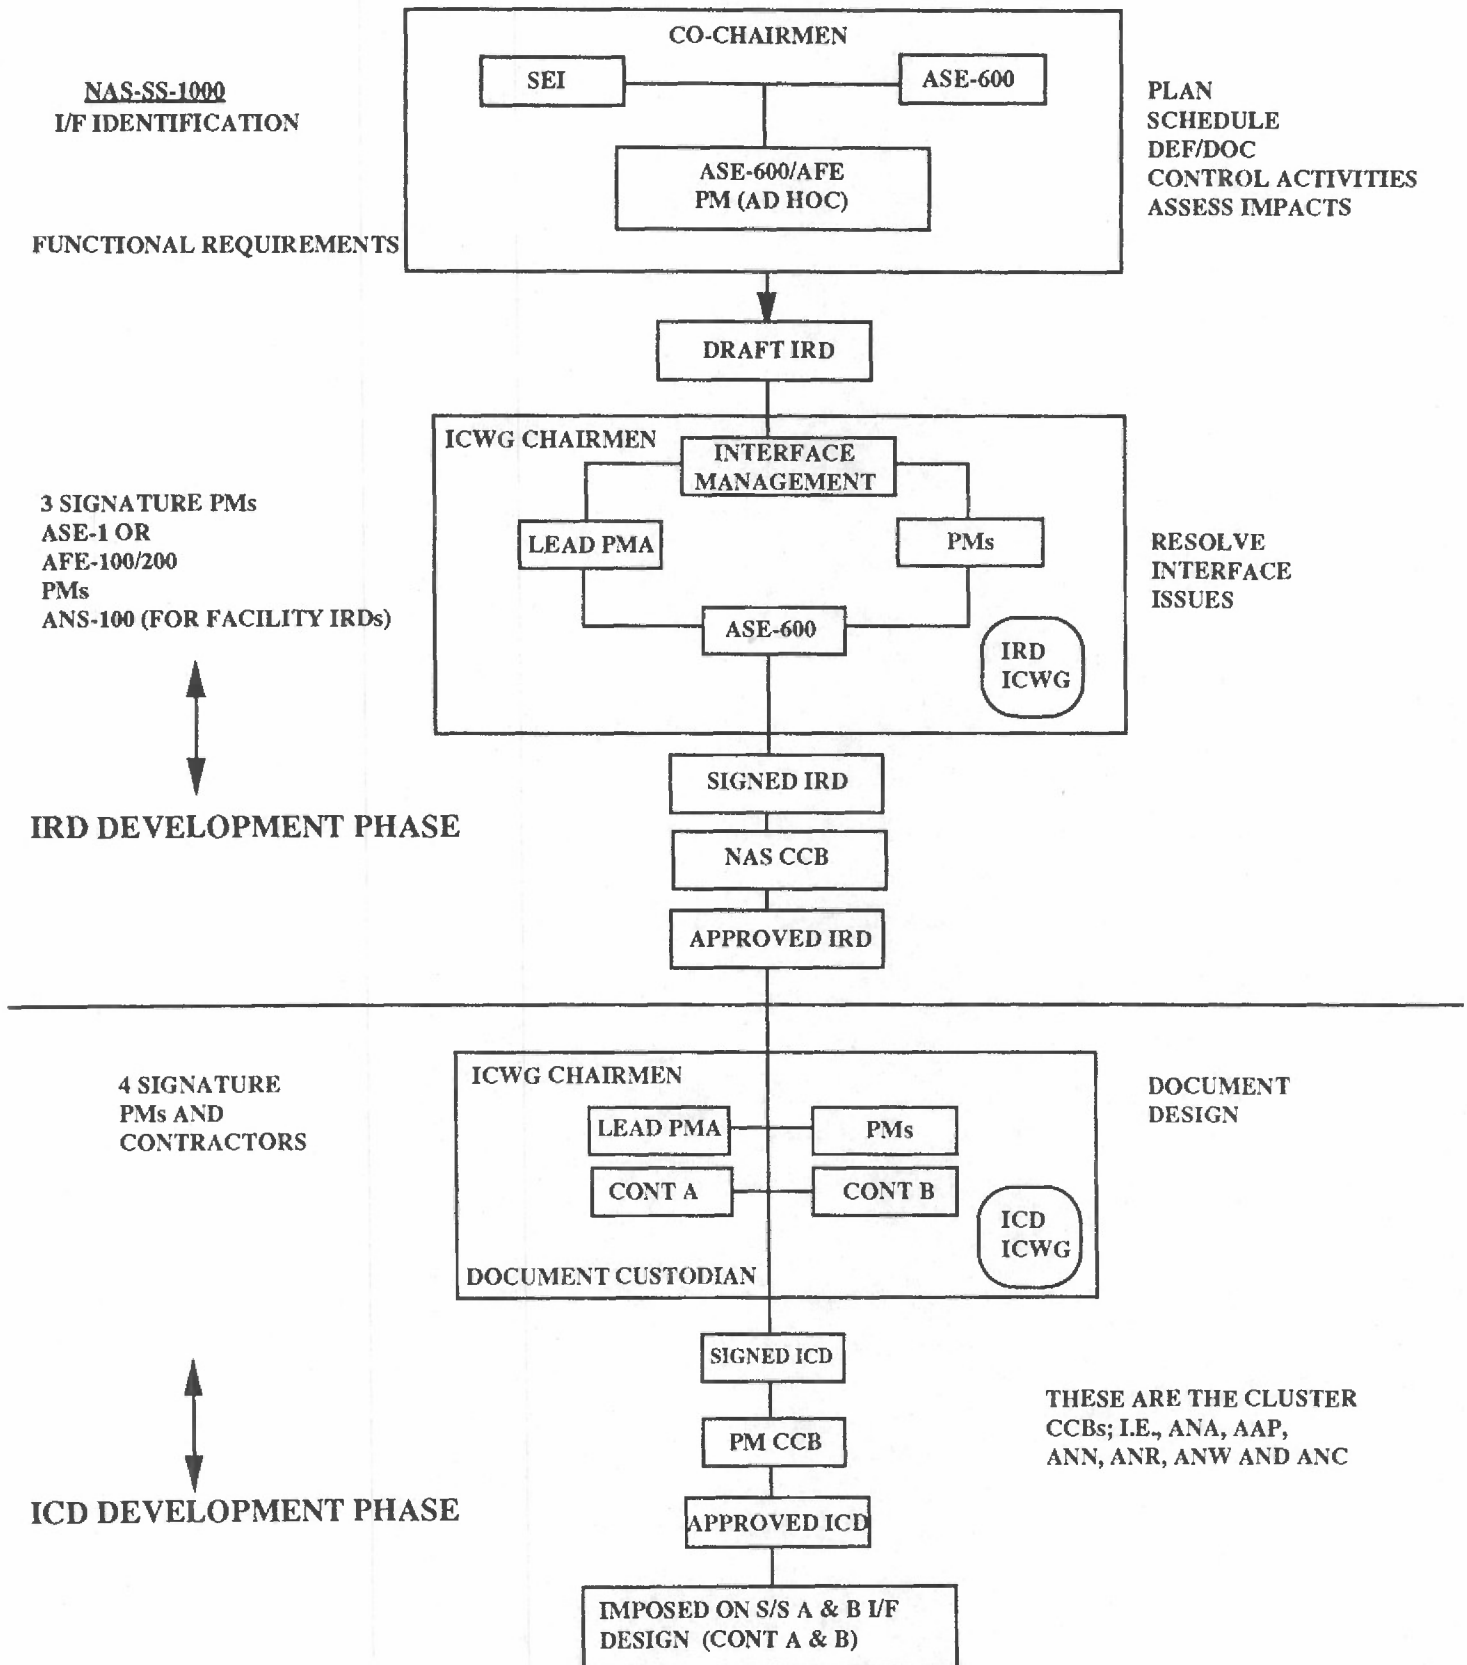 CO-CHAIRMEN
SEI
ASE-600
NAS-SS-1000
I/F IDENTIFICATION
PLAN
SCHEDULE
DEF/DOC
CONTROL ACTIVITIES
ASSESS IMPACTS
ASE-600/AFE
PM (AD HOC)
FUNCTIONAL REQUIREMENTS
DRAFT IRD
ICWG CHAIRMEN
INTERFACE
MANAGEMENT
3 SIGNATURE PMs
ASE-1 OR
AFE-100/200
PMs
ANS-100 (FOR FACILITY IRDs)
LEAD PMA
PMs
RESOLVE
INTERFACE
ISSUES
ASE-600
IRD
ICWG
SIGNED IRD
IRD DEVELOPMENT PHASE
NAS CCB
APPROVED IRD
ICWG CHAIRMEN
4 SIGNATURE
PMs AND
CONTRACTORS
DOCUMENT
DESIGN
LEAD PMA
PMs
CONT A
CONT B
ICD
ICWG
DOCUMENT CUSTODIAN
SIGNED ICD
THESE ARE THE CLUSTER
CCBs; I.E., ANA, AAP,
ANN, ANR, ANW AND ANC
PM CCB
ICD DEVELOPMENT PHASE
APPROVED ICD
IMPOSED ON S/S A & B I/F
DESIGN (CONT A & B)